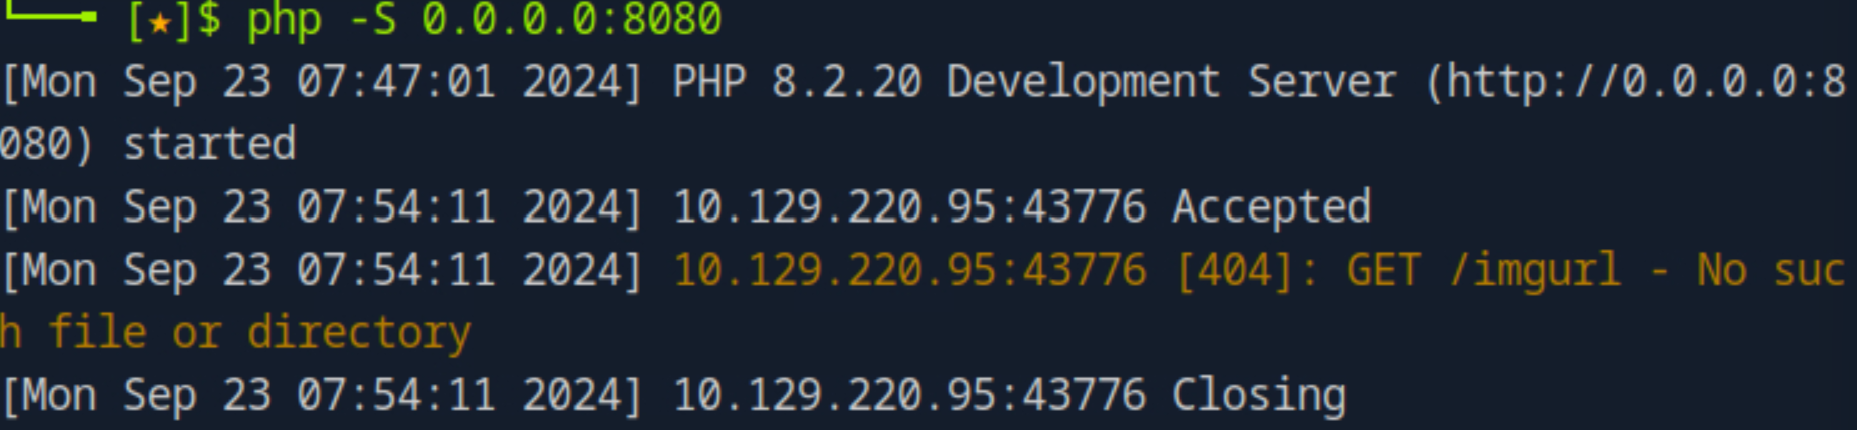 [★]$ php -S 0.0.0.0:8080
[Mon Sep 23 07:47:01 2024] PHP 8.2.20 Development Server (http://0.0.0.0:8
080) started
[Mon Sep 23 07:54:11 2024] 10.129.220.95:43776 Accepted
[Mon Sep 23 07:54:11 2024] 10.129.220.95:43776 [404]: GET /imgurl - No suc
h file or directory
[Mon Sep 23 07:54:11 2024] 10.129.220.95:43776 Closing